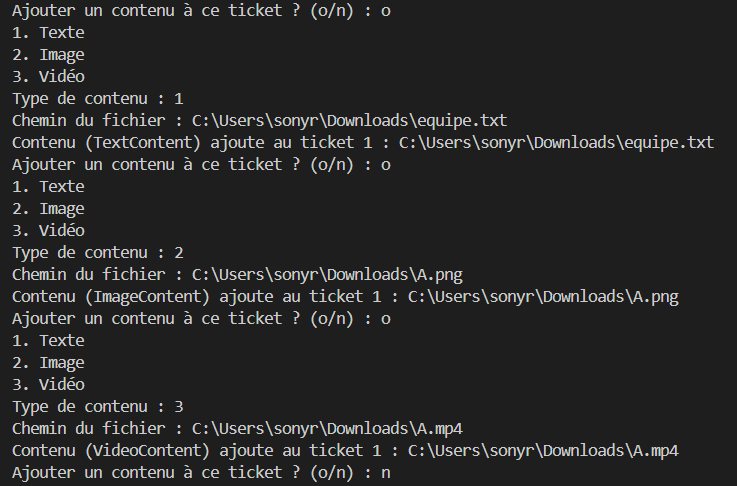 Ajouter un contenu à ce ticket ? (o/n) : o
1. Texte
2. Image
3. Vidéo
Type de contenu : 1
Chemin du fichier : C:\Users\sonyr\Downloads\equipe.txt
Contenu (TextContent) ajoute au ticket 1 : C:\Users\sonyr\Downloads\equipe.txt
Ajouter un contenu à ce ticket ? (o/n) : o
1. Texte
2. Image
3. Vidéo
Type de contenu : 2
Chemin du fichier : C:\Users\sonyr\Downloads\A.png
Contenu (ImageContent) ajoute au ticket 1 : C:\Users\sonyr\Downloads\A.png
Ajouter un contenu à ce ticket ? (o/n) : o
1. Texte
2. Image
3. Vidéo
Type de contenu : 3
Chemin du fichier : C:\Users\sonyr\Downloads\A.mp4
Contenu (VideoContent) ajoute au ticket 1 : C:\Users\sonyr\Downloads\A.mp4
Ajouter un contenu à ce ticket ? (o/n) : n